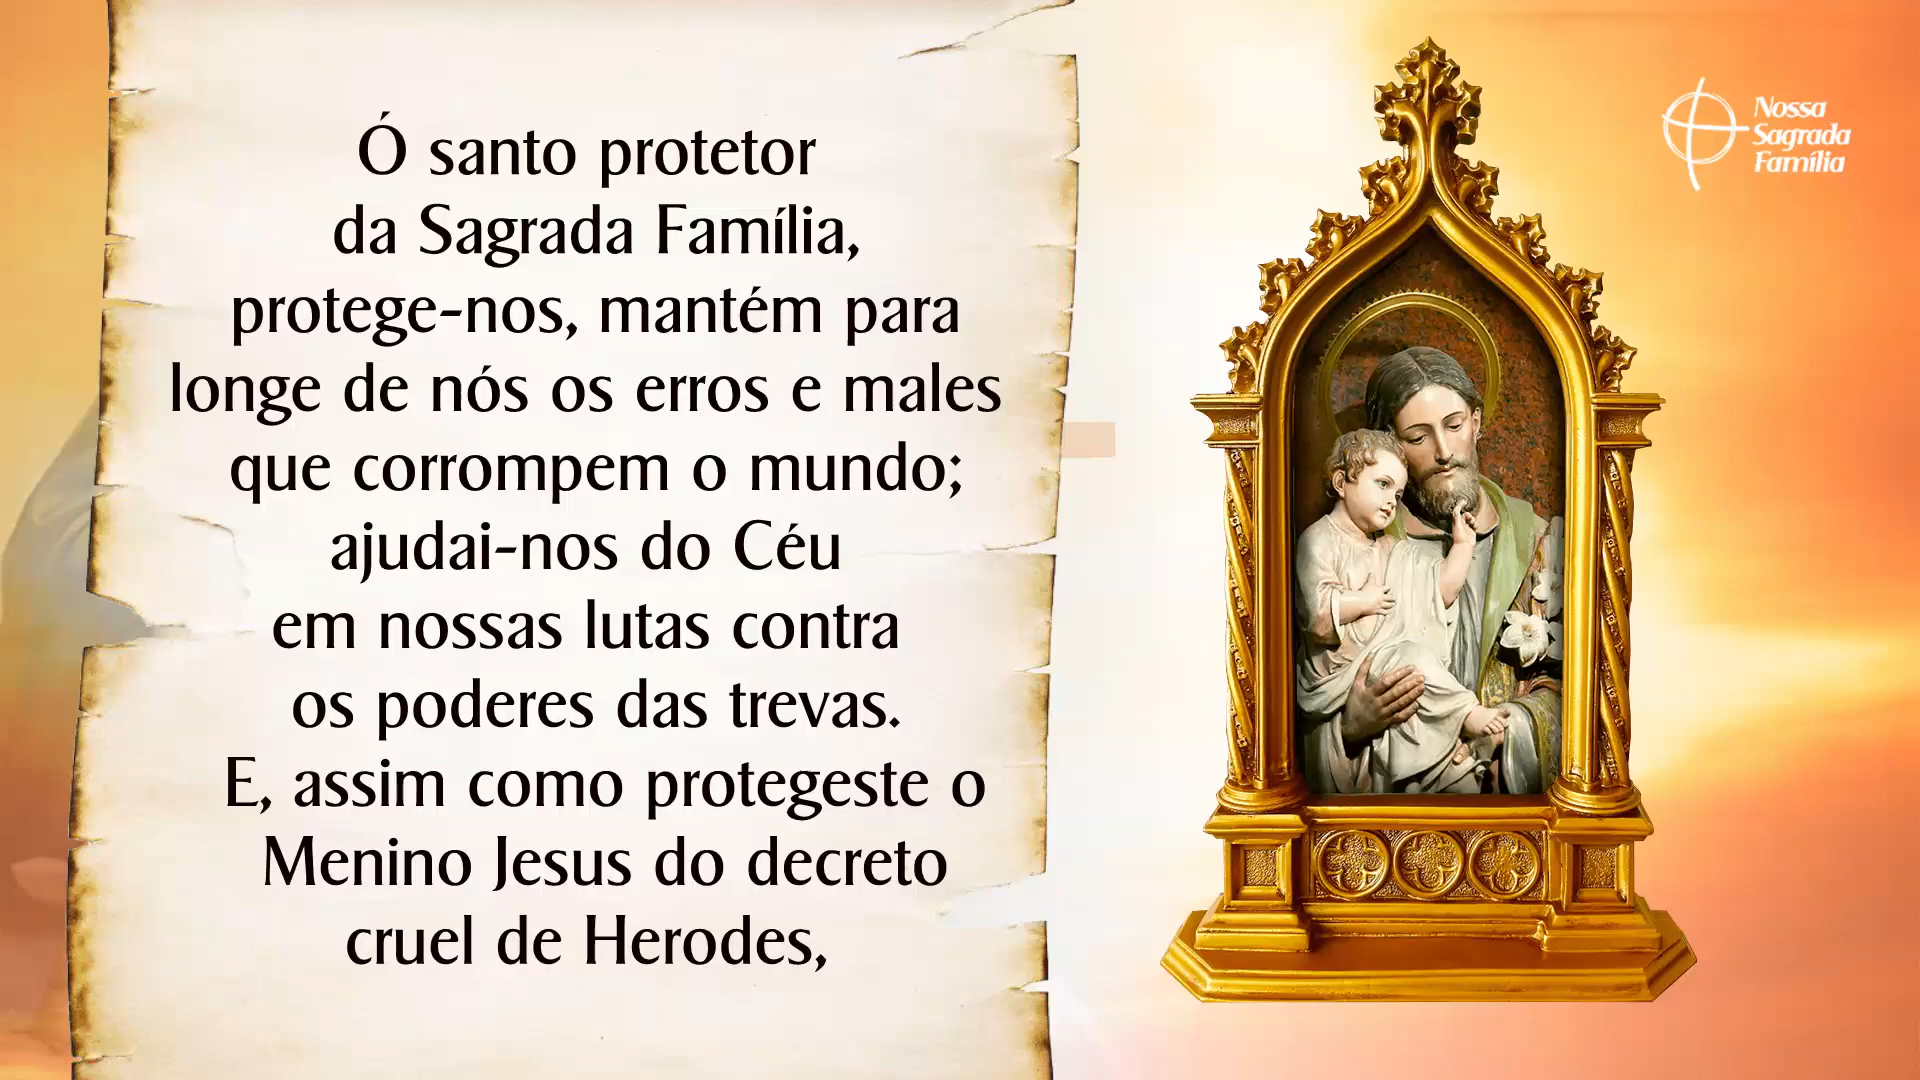 Ó santo protetor
da Sagrada Família,
protege-nos, mantém para
longe de nós os erros e males
que corrompem o mundo;
ajudai-nos do Céu
em nossas lutas contra
os poderes das trevas.
E, assim como protegeste o
Menino Jesus do decreto
cruel de Herodes,
Nossa
Sagrada
Família